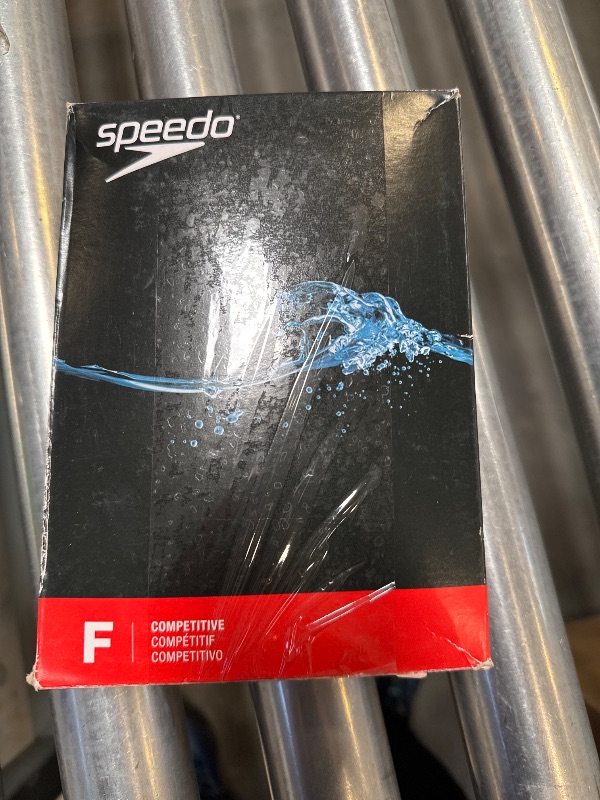 speedo
F
COMPETITIVE
COMPÉTITIF
COMPETITIVO